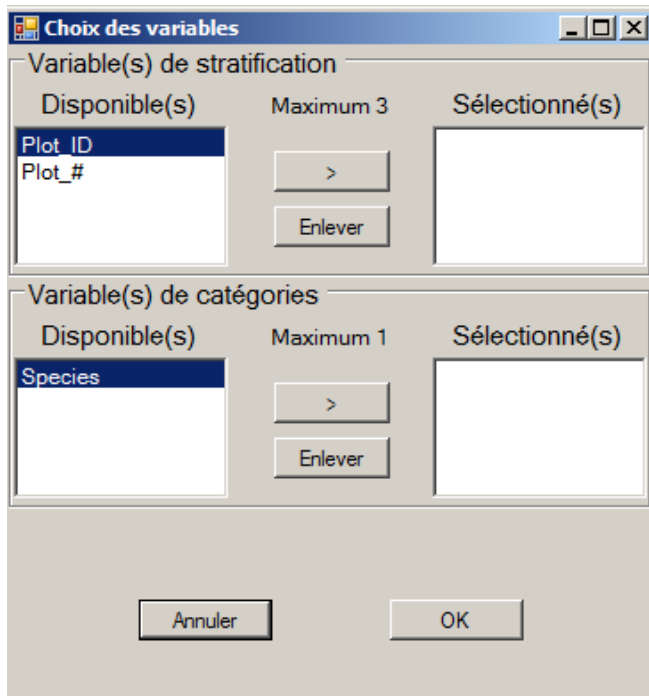 Choix des variables
Variable(s) de stratification
Disponible(s) Maximum 3 Sélectionné(s)
Plot_ID
Plot_#
>
Enlever
Variable(s) de catégories
Disponible(s) Maximum 1 Sélectionné(s)
Species
>
Enlever
Annuler OK